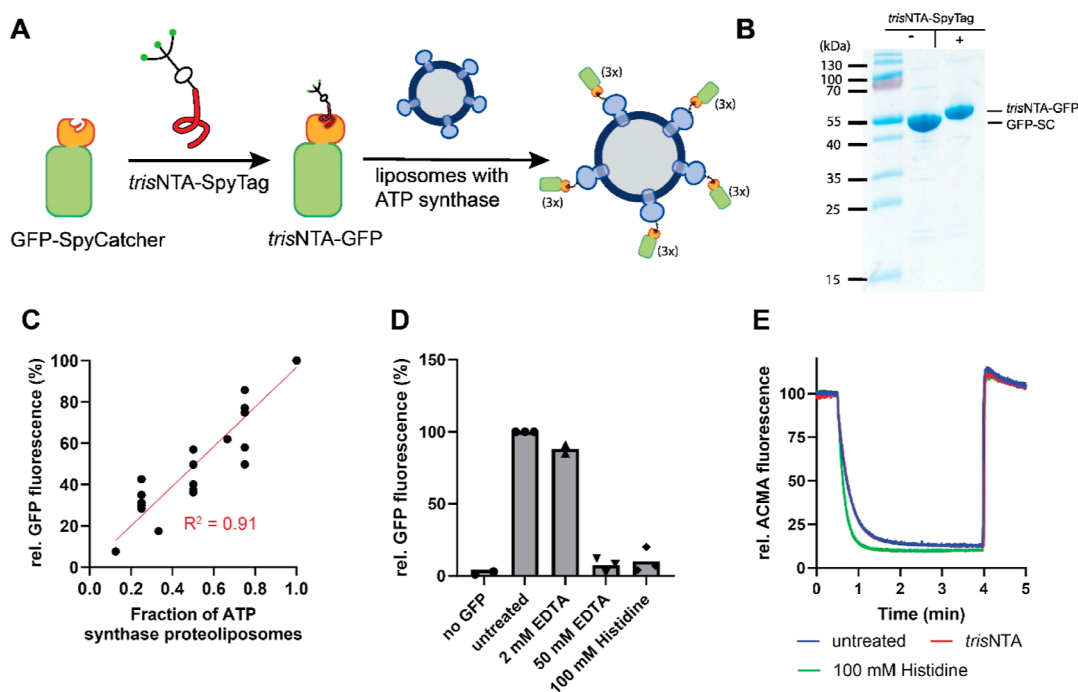 A
(3x)
(3x)
(3x)
(3x)
(3x)
trisNTA-SpyTag
liposomes with
ATP synthase
GFP-SpyCatcher
trisNTA-GFP
B
trisNTA-SpyTag
- +
(kDa)
130
100
70
55
40
35
25
15
trisNTA-GFP
GFP-SC
C
rel. GFP fluorescence (%)
100
80
60
40
20
0
0.0 0.2 0.4 0.6 0.8 1.0
R² = 0.91
Fraction of ATP
synthase proteoliposomes
D
rel. GFP fluorescence (%)
150
100
50
0
no GFP
untreated
2 mM EDTA
50 mM EDTA
100 mM Histidine
E
rel. ACMA fluorescence
100
75
50
25
0
0 1 2 3 4 5
Time (min)
untreated trisNTA
100 mM Histidine